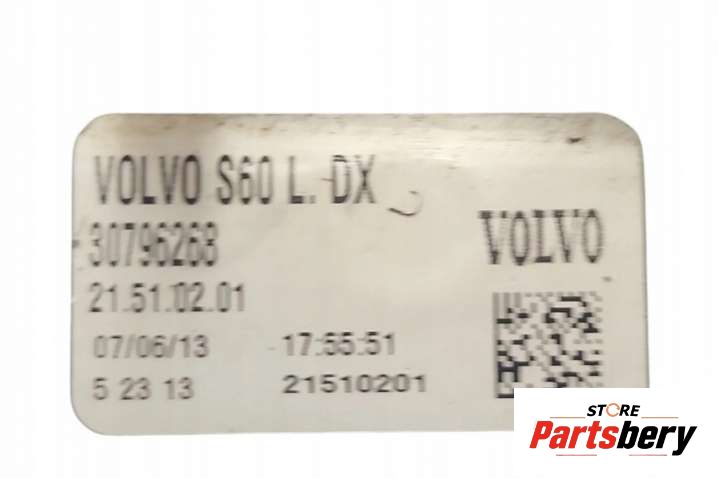 VOLVO S60 L. DX
30796268
VOLVO
21.51.02.01
07/06/13 17:55:51
5 23 13 21510201
STORE
Partsbery